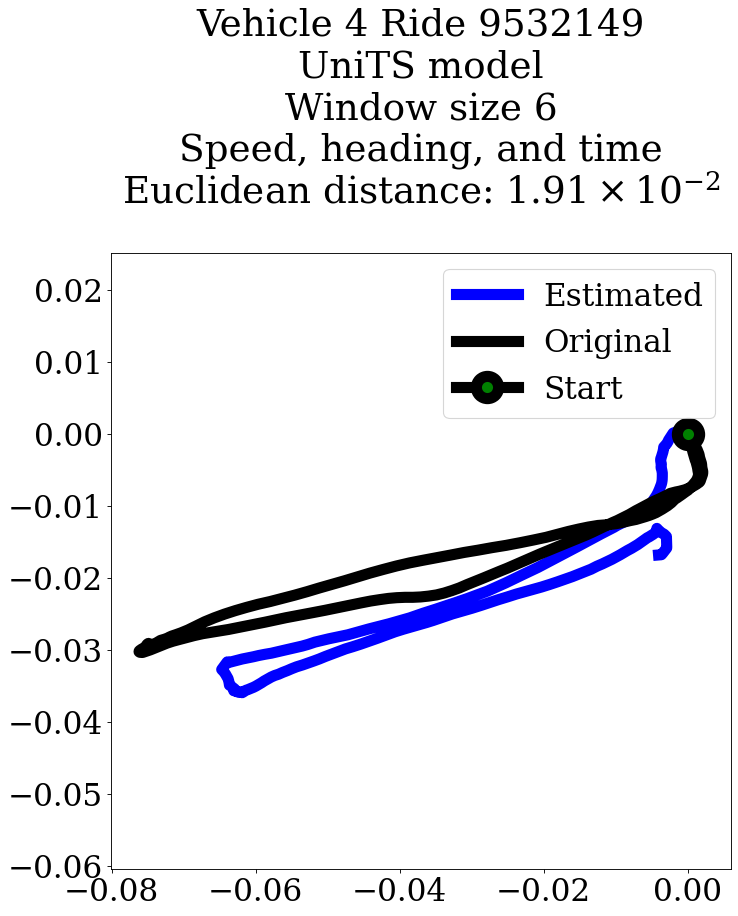 Vehicle 4 Ride 9532149
UniTS model
Window size 6
Speed, heading, and time
Euclidean distance: 1.91 × 10⁻²
Estimated
Original
Start
0.02
0.01
0.00
−0.01
−0.02
−0.03
−0.04
−0.05
−0.06
−0.08 −0.06 −0.04 −0.02 0.00